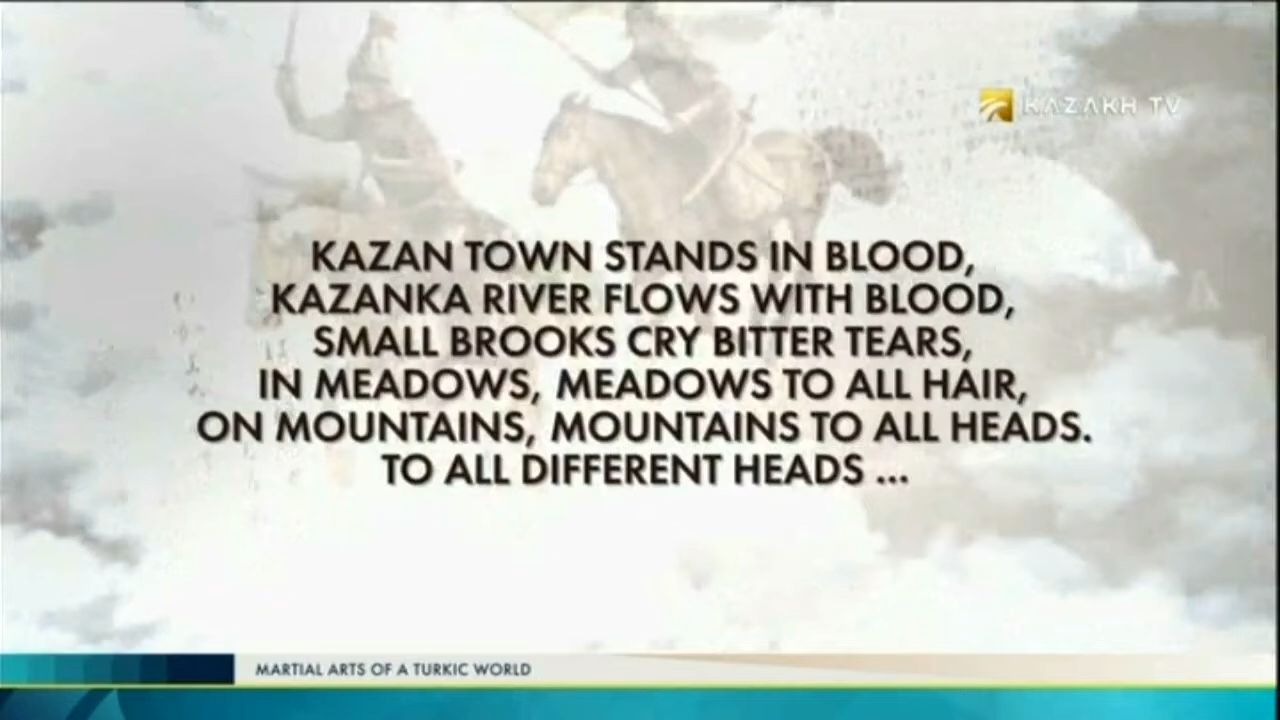 KAZAKH TV
KAZAN TOWN STANDS IN BLOOD,
KAZANKA RIVER FLOWS WITH BLOOD,
SMALL BROOKS CRY BITTER TEARS,
IN MEADOWS, MEADOWS TO ALL HAIR,
ON MOUNTAINS, MOUNTAINS TO ALL HEADS.
TO ALL DIFFERENT HEADS ...
MARTIAL ARTS OF A TURKIC WORLD